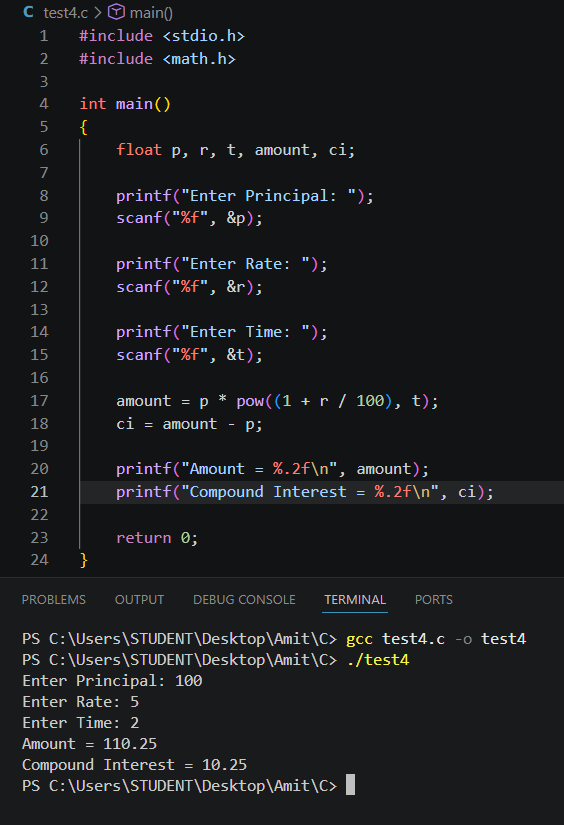 C test4.c > main()
1 #include <stdio.h>
2 #include <math.h>
3
4 int main()
5 {
6     float p, r, t, amount, ci;
7
8     printf("Enter Principal: ");
9     scanf("%f", &p);
10
11     printf("Enter Rate: ");
12     scanf("%f", &r);
13
14     printf("Enter Time: ");
15     scanf("%f", &t);
16
17     amount = p * pow((1 + r / 100), t);
18     ci = amount - p;
19
20     printf("Amount = %.2f\n", amount);
21     printf("Compound Interest = %.2f\n", ci);
22
23     return 0;
24 }
PROBLEMS OUTPUT DEBUG CONSOLE TERMINAL PORTS
PS C:\Users\STUDENT\Desktop\Amit\C> gcc test4.c -o test4
PS C:\Users\STUDENT\Desktop\Amit\C> ./test4
Enter Principal: 100
Enter Rate: 5
Enter Time: 2
Amount = 110.25
Compound Interest = 10.25
PS C:\Users\STUDENT\Desktop\Amit\C>